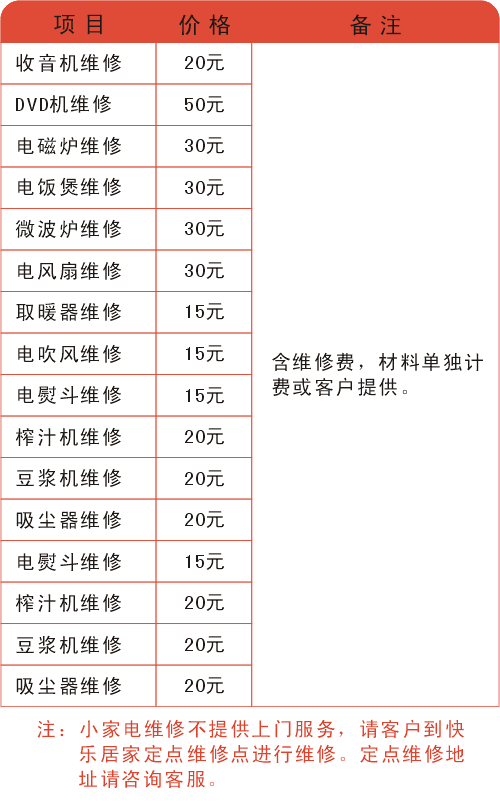 项目 价格 备注
收音机维修 20元
DVD机维修 50元
电磁炉维修 30元
电饭煲维修 30元
微波炉维修 30元
电风扇维修 30元
取暖器维修 15元
电吹风维修 15元
电熨斗维修 15元
榨汁机维修 20元
豆浆机维修 20元
吸尘器维修 20元
电熨斗维修 15元
榨汁机维修 20元
豆浆机维修 20元
吸尘器维修 20元
含维修费，材料单独计
费或客户提供。
注：小家电维修不提供上门服务，请客户到快
乐居家定点维修点进行维修。定点维修地
址请咨询客服。